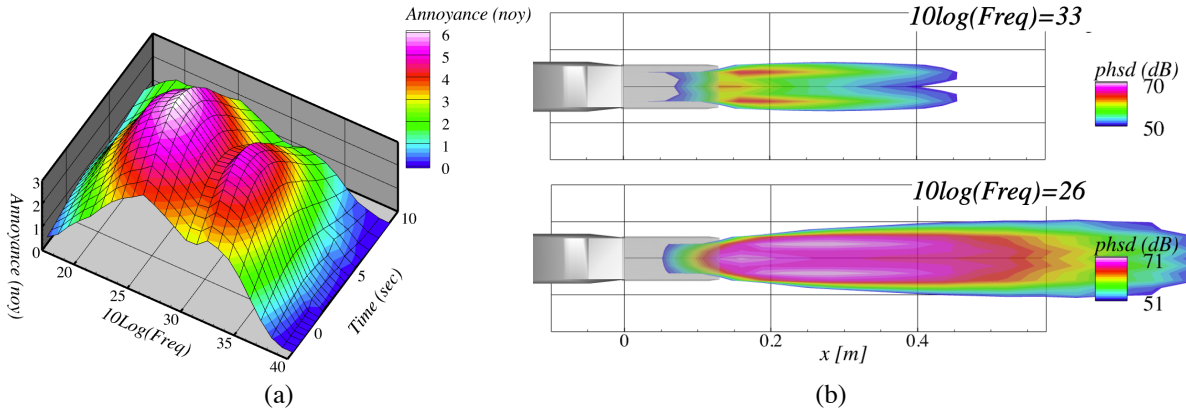 Annoyance (noy)
6
5
4
3
2
1
0
3
2
1
0
Annoyance (noy)
20
25
30
35
40
10Log(Freq)
0
5
10
Time (sec)
(a)
10log(Freq)=33
phsd (dB)
70
50
10log(Freq)=26
phsd (dB)
71
51
0
0.2
0.4
x [m]
(b)